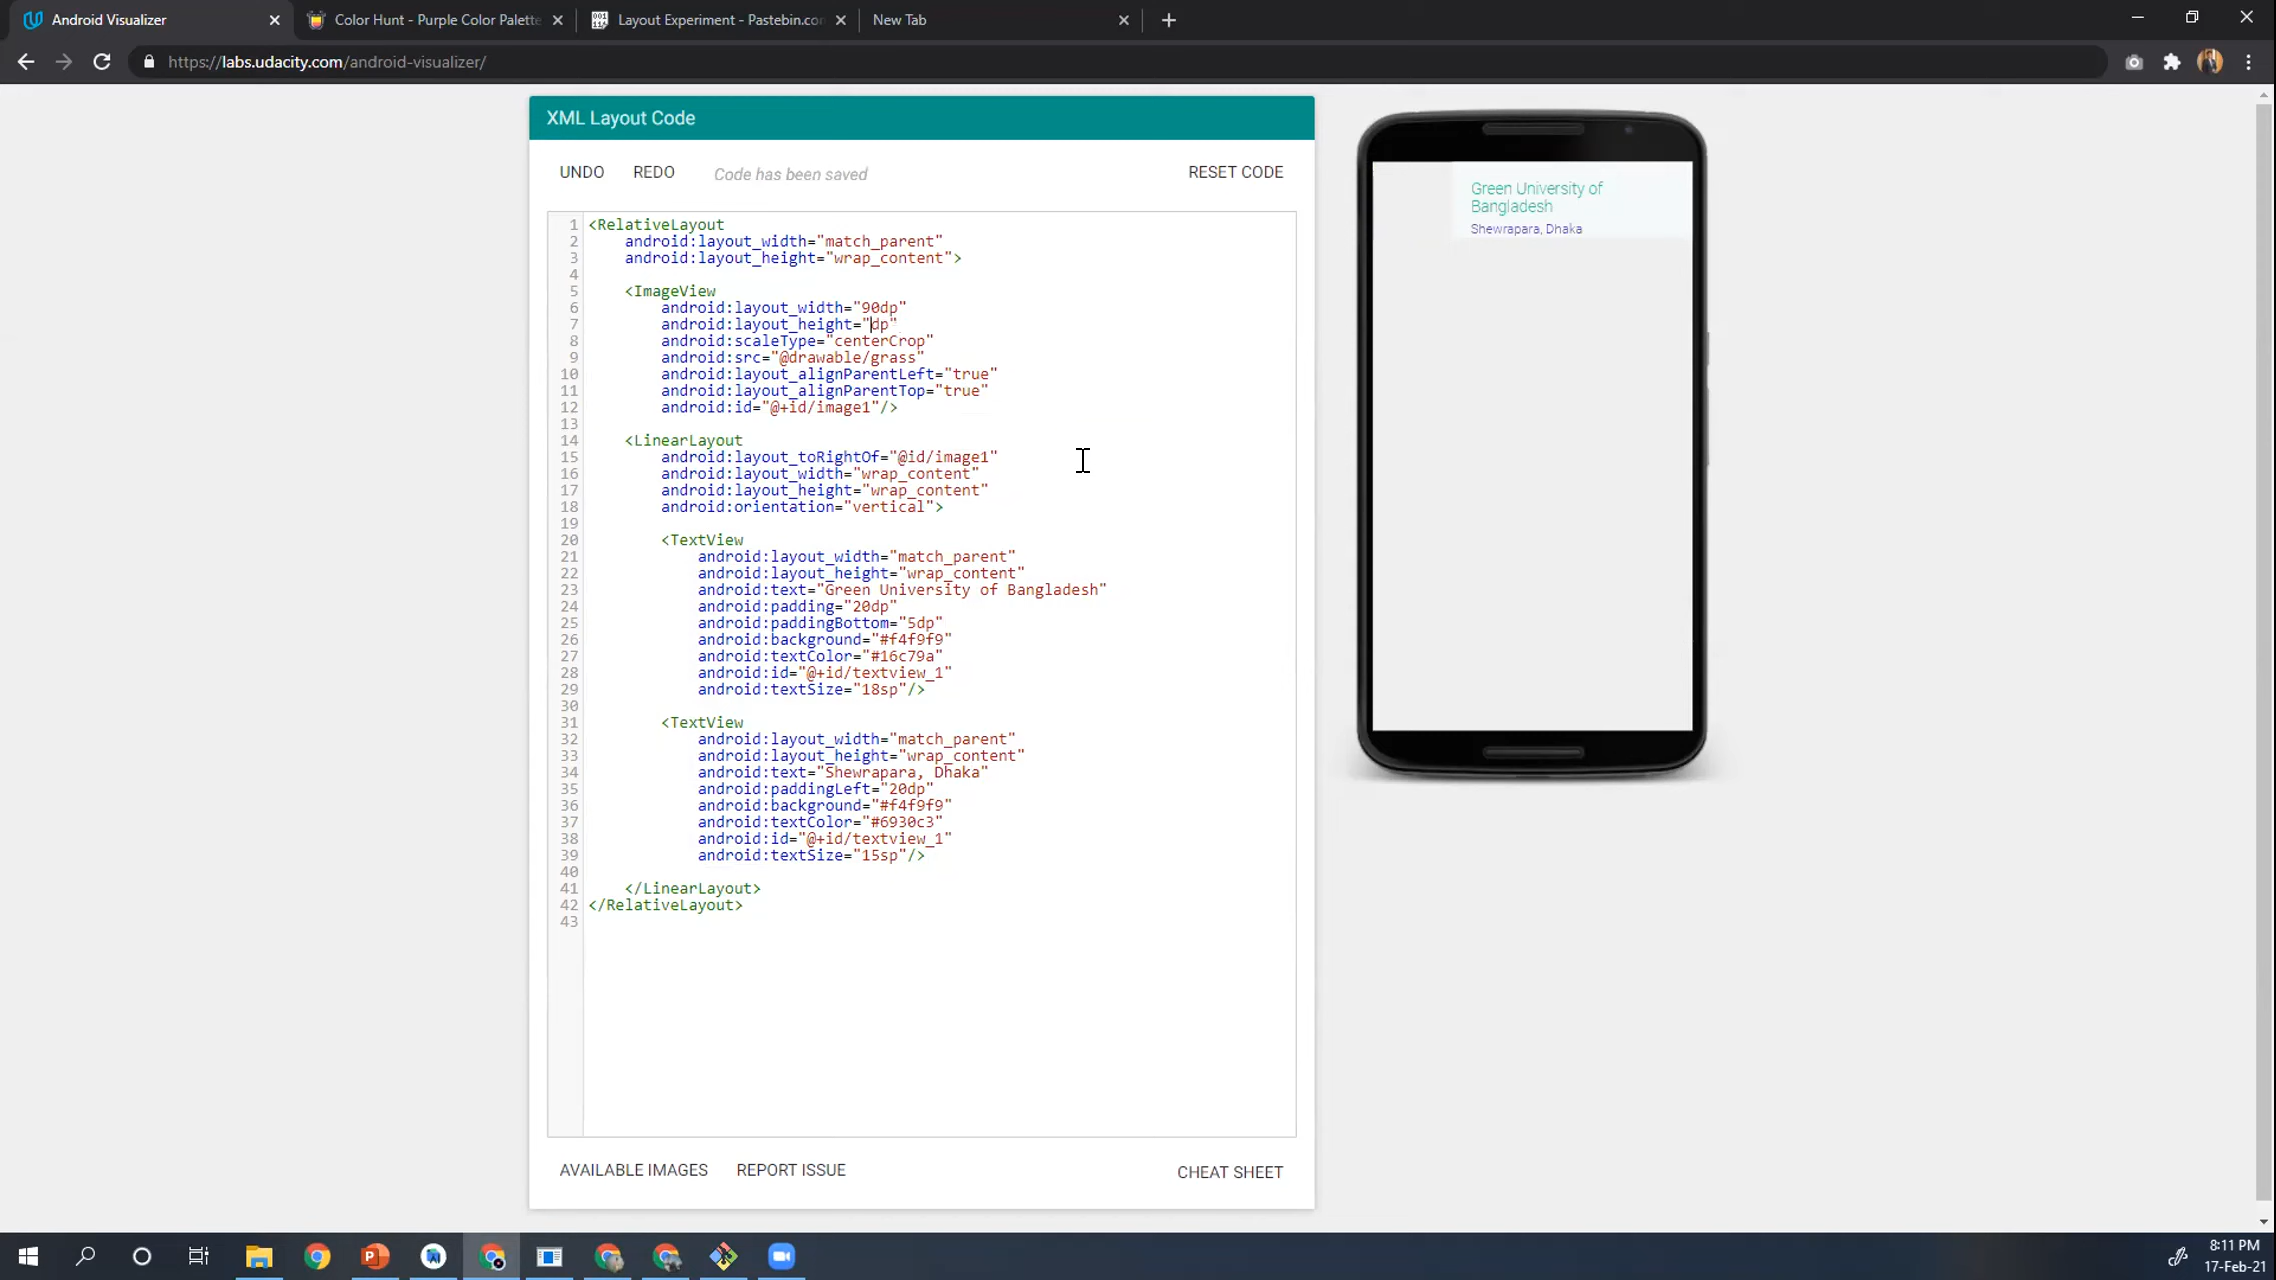 Android Visualizer
Color Hunt - Purple Color Palette
Layout Experiment - Pastebin.com
New Tab
https://labs.udacity.com/android-visualizer/
XML Layout Code
UNDO REDO Code has been saved RESET CODE
1 <RelativeLayout
2 android:layout_width="match_parent"
3 android:layout_height="wrap_content">
4
5 <ImageView
6 android:layout_width="90dp"
7 android:layout_height="dp"
8 android:scaleType="centerCrop"
9 android:src="@drawable/grass"
10 android:layout_alignParentLeft="true"
11 android:layout_alignParentTop="true"
12 android:id="@+id/image1"/>
13
14 <LinearLayout
15 android:layout_toRightOf="@id/image1"
16 android:layout_width="wrap_content"
17 android:layout_height="wrap_content"
18 android:orientation="vertical">
19
20 <TextView
21 android:layout_width="match_parent"
22 android:layout_height="wrap_content"
23 android:text="Green University of Bangladesh"
24 android:padding="20dp"
25 android:paddingBottom="5dp"
26 android:background="#f4f9f9"
27 android:textColor="#16c79a"
28 android:id="@+id/textview_1"
29 android:textSize="18sp"/>
30
31 <TextView
32 android:layout_width="match_parent"
33 android:layout_height="wrap_content"
34 android:text="Shewrapara, Dhaka"
35 android:paddingLeft="20dp"
36 android:background="#f4f9f9"
37 android:textColor="#6930c3"
38 android:id="@+id/textview_1"
39 android:textSize="15sp"/>
40
41 </LinearLayout>
42 </RelativeLayout>
43
AVAILABLE IMAGES REPORT ISSUE CHEAT SHEET
Green University of
Bangladesh
Shewrapara, Dhaka
8:11 PM
17-Feb-21